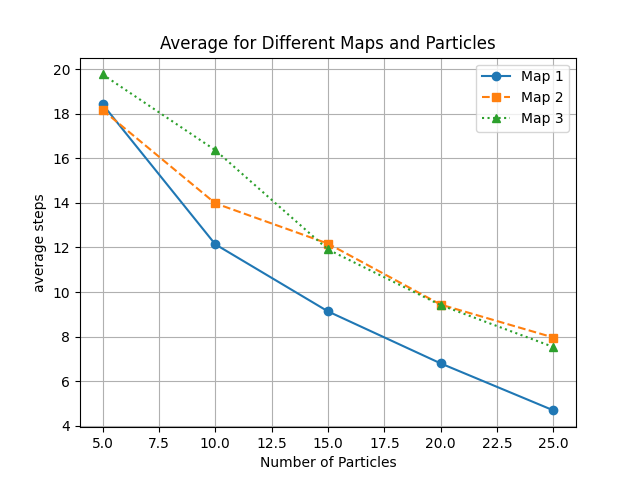 Average for Different Maps and Particles
20
18
16
14
12
10
8
6
4
average steps
Map 1
Map 2
Map 3
5.0 7.5 10.0 12.5 15.0 17.5 20.0 22.5 25.0
Number of Particles